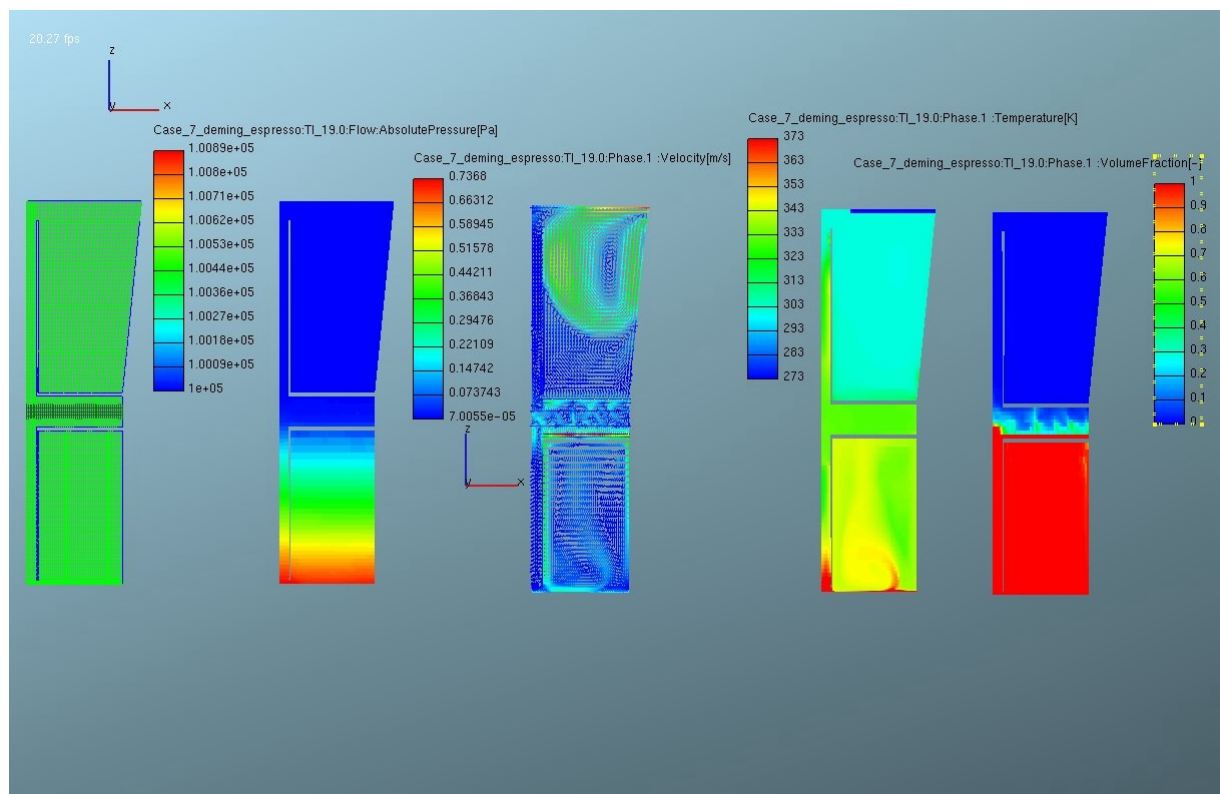 20.27 fps
z
y
x
Case_7_deming_espresso:TI_19.0:Flow:AbsolutePressure[Pa]
1.0089e+05
1.008e+05
1.0071e+05
1.0062e+05
1.0053e+05
1.0044e+05
1.0036e+05
1.0027e+05
1.0018e+05
1.0009e+05
1e+05
Case_7_deming_espresso:TI_19.0:Phase.1 :Velocity[m/s]
0.7368
0.66312
0.58945
0.51578
0.44211
0.36843
0.29476
0.22109
0.14742
0.073743
7.0055e-05
z
y
x
Case_7_deming_espresso:TI_19.0:Phase.1 :Temperature[K]
373
363
353
343
333
323
313
303
293
283
273
Case_7_deming_espresso:TI_19.0:Phase.1 :VolumeFraction[-]
1
0.9
0.8
0.7
0.6
0.5
0.4
0.3
0.2
0.1
0